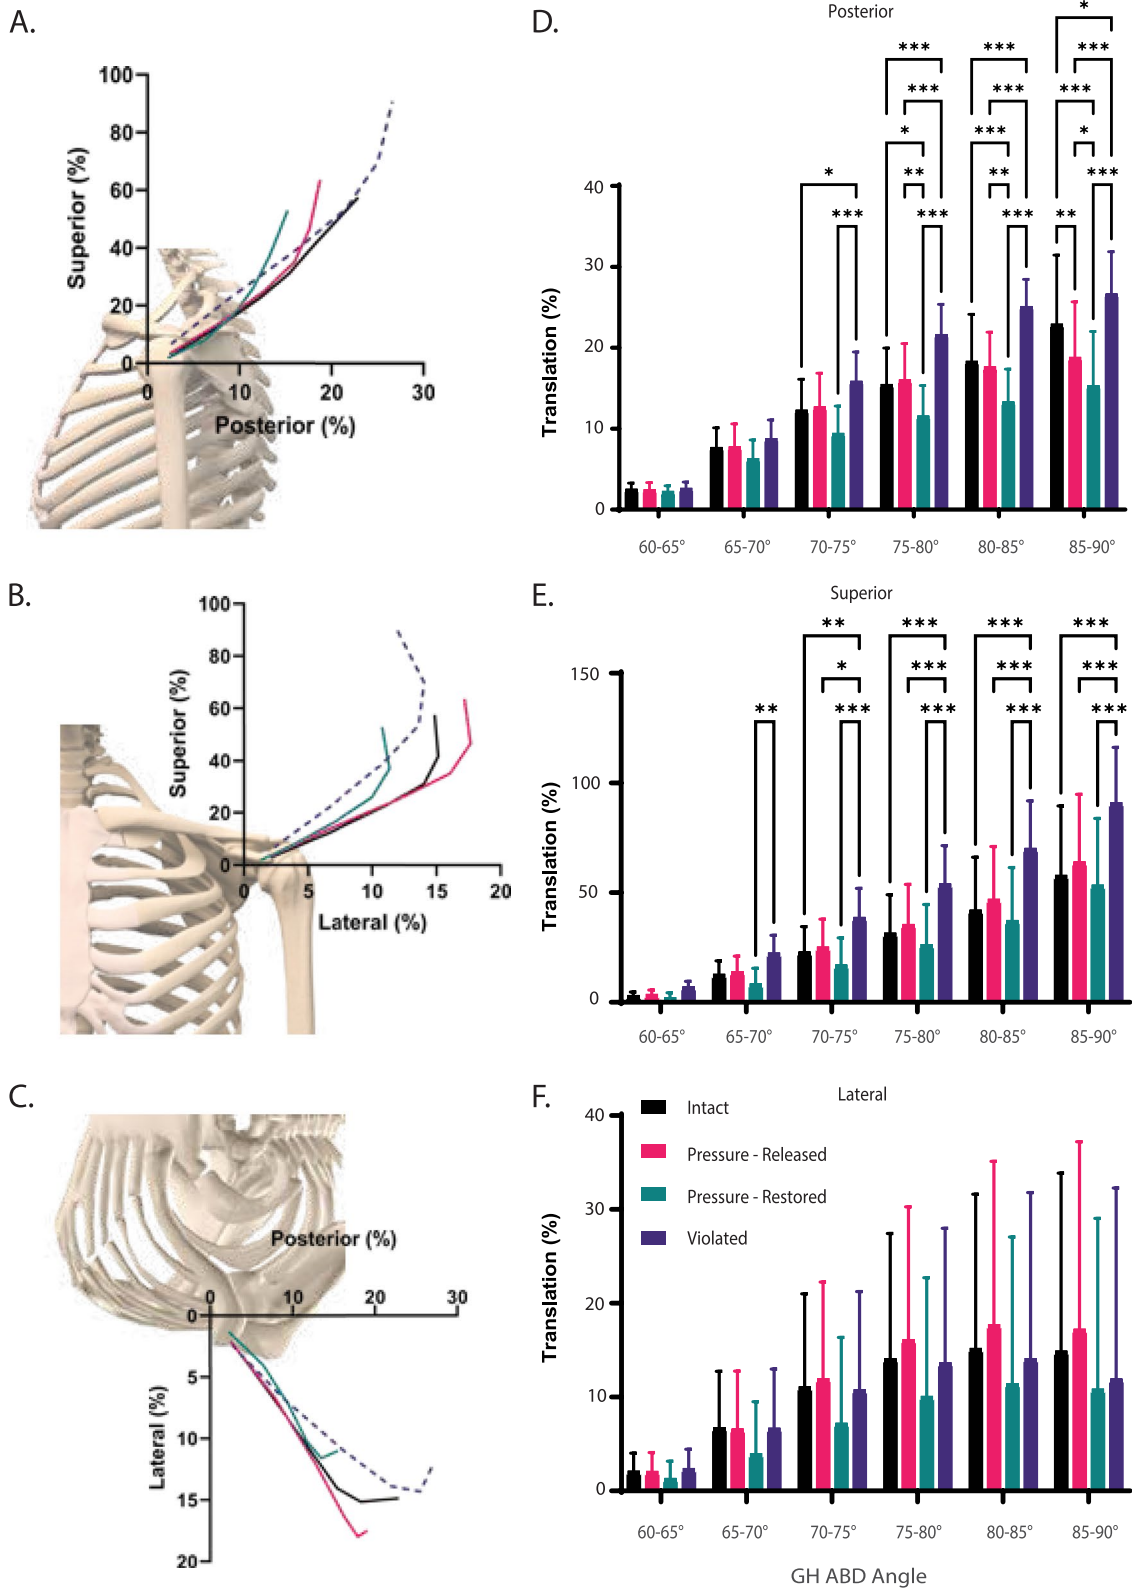 A.
100
80
60
40
20
0
Superior (%)
0 10 20 30
Posterior (%)
B.
100
80
60
40
20
0
Superior (%)
0 5 10 15 20
Lateral (%)
C.
Posterior (%)
0 10 20 30
0
5
10
15
20
Lateral (%)
D.
Posterior
*
*** *** ***
*** *** ***
* *** *
* ** ** ***
*** *** *** **
40
30
20
10
0
Translation (%)
60-65° 65-70° 70-75° 75-80° 80-85° 85-90°
E.
Superior
** *** *** ***
* *** *** ***
** *** *** *** ***
150
100
50
0
Translation (%)
60-65° 65-70° 70-75° 75-80° 80-85° 85-90°
F.
Lateral
Intact
Pressure - Released
Pressure - Restored
Violated
40
30
20
10
0
Translation (%)
60-65° 65-70° 70-75° 75-80° 80-85° 85-90°
GH ABD Angle